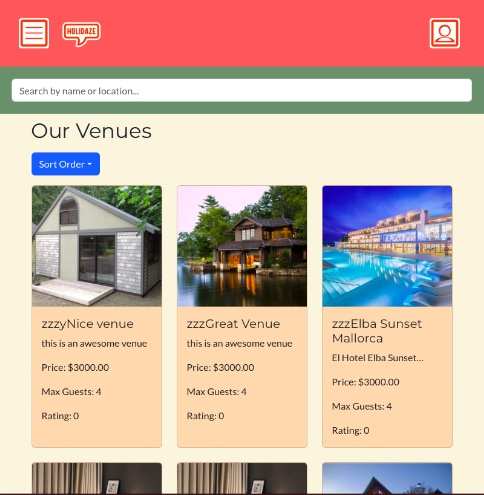 HOLIDAZE
Search by name or location...
Our Venues
Sort Order
zzzyNice venue
this is an awesome venue
Price: $3000.00
Max Guests: 4
Rating: 0
zzzGreat Venue
this is an awesome venue
Price: $3000.00
Max Guests: 4
Rating: 0
zzzElba Sunset
Mallorca
El Hotel Elba Sunset...
Price: $3000.00
Max Guests: 4
Rating: 0